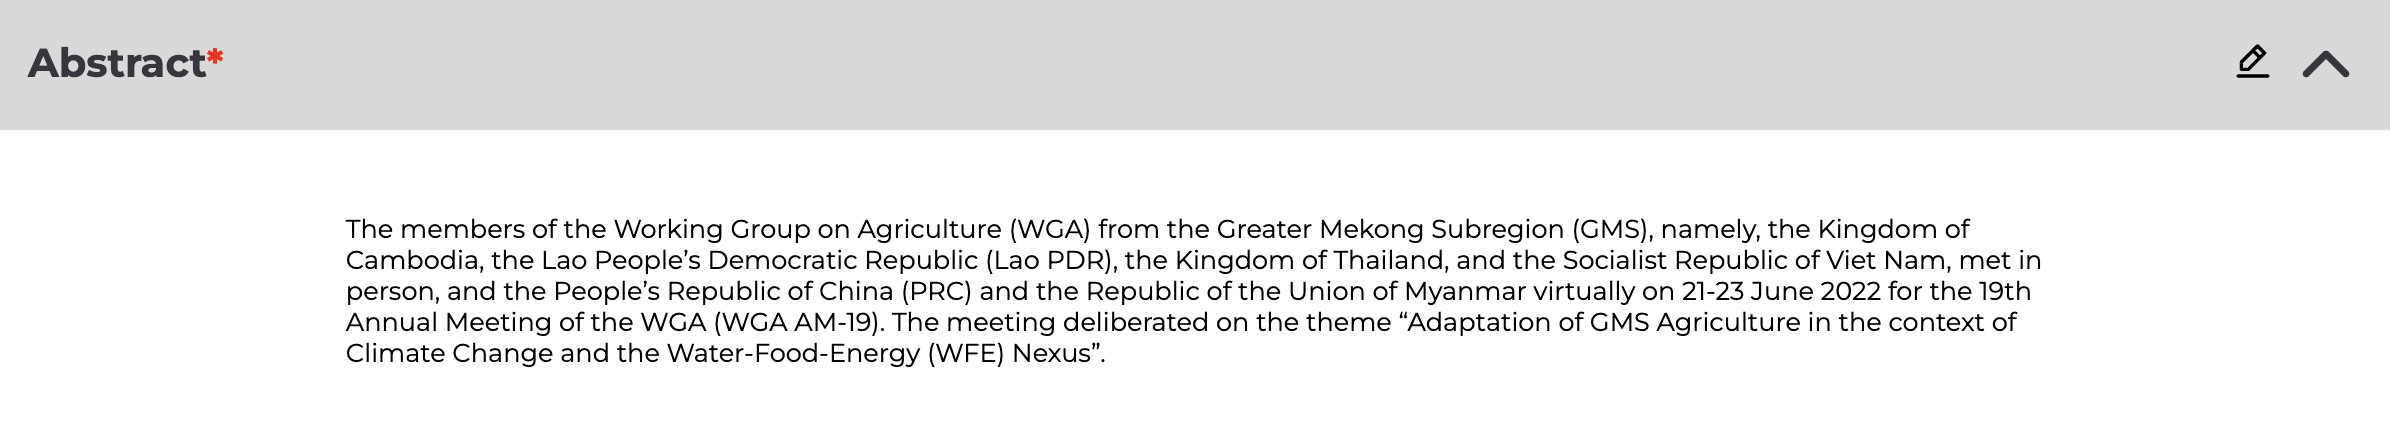 Abstract*
The members of the Working Group on Agriculture (WGA) from the Greater Mekong Subregion (GMS), namely, the Kingdom of
Cambodia, the Lao People’s Democratic Republic (Lao PDR), the Kingdom of Thailand, and the Socialist Republic of Viet Nam, met in
person, and the People’s Republic of China (PRC) and the Republic of the Union of Myanmar virtually on 21-23 June 2022 for the 19th
Annual Meeting of the WGA (WGA AM-19). The meeting deliberated on the theme “Adaptation of GMS Agriculture in the context of
Climate Change and the Water-Food-Energy (WFE) Nexus”.